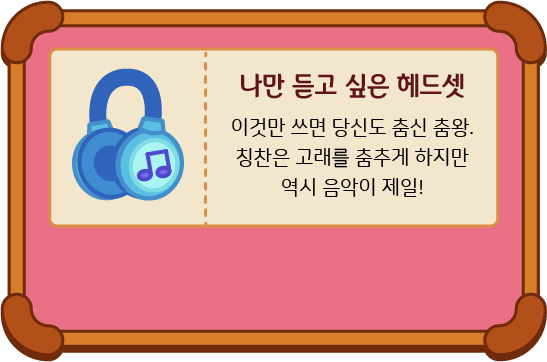 나만 듣고 싶은 헤드셋
이것만 쓰면 당신도 춤신 춤왕.
칭찬은 고래를 춤추게 하지만
역시 음악이 제일!